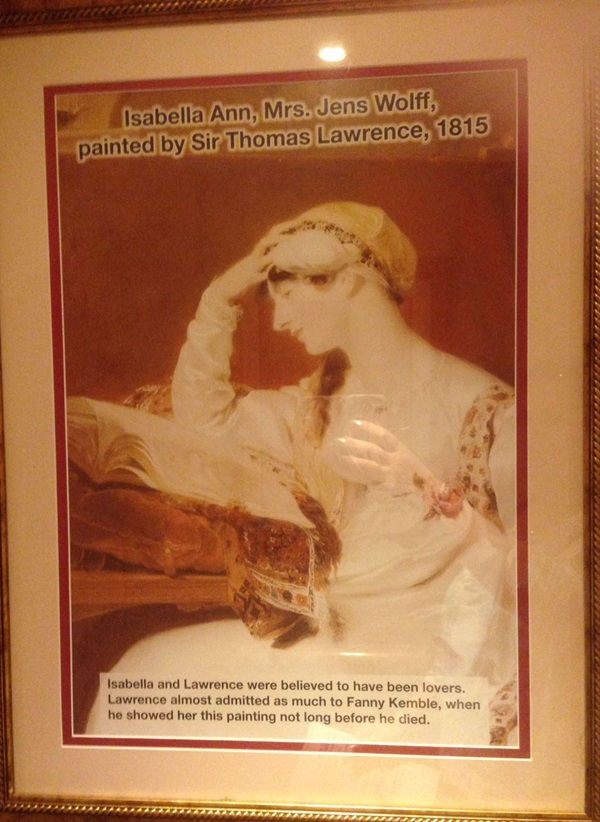 Isabella Ann, Mrs. Jens Wolff,
painted by Sir Thomas Lawrence, 1815
Isabella and Lawrence were believed to have been lovers.
Lawrence almost admitted as much to Fanny Kemble, when
he showed her this painting not long before he died.